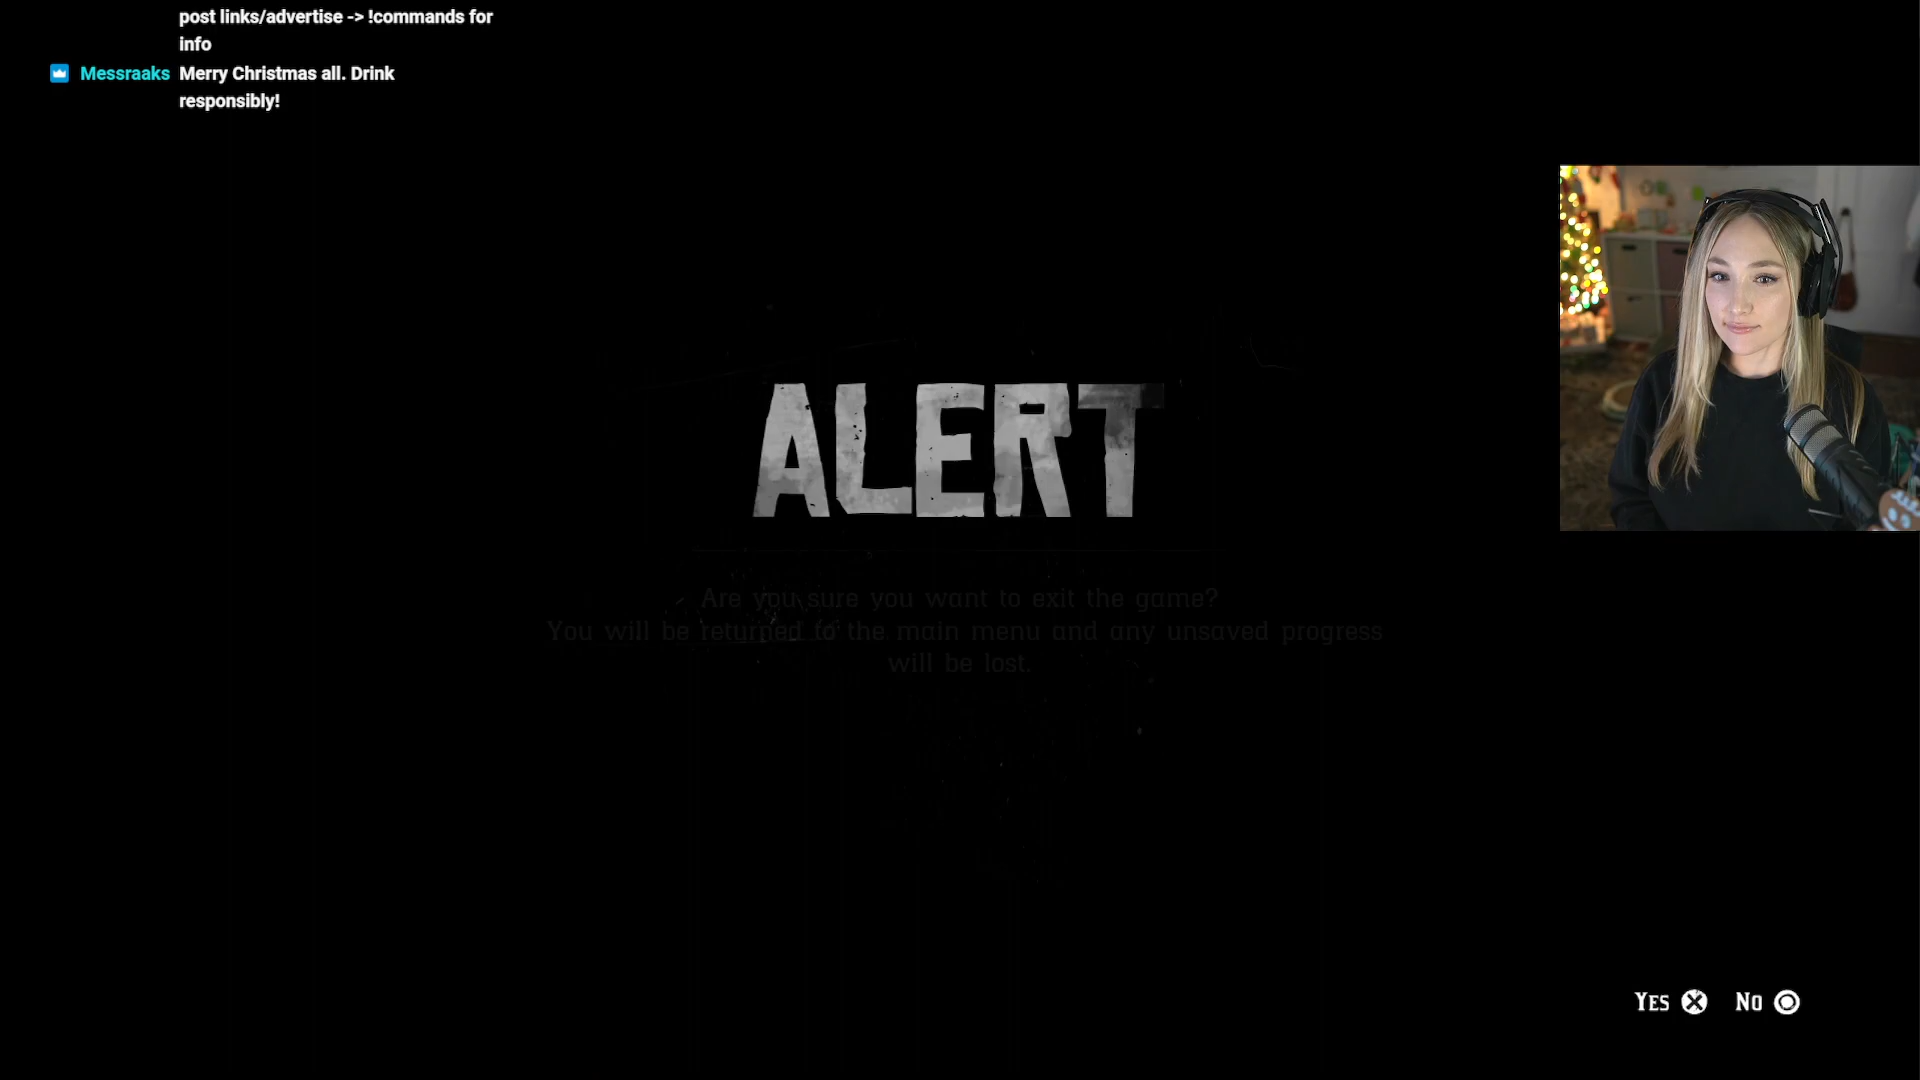 post links/advertise -> !commands for
info
Messraaks Merry Christmas all. Drink
responsibly!
ALERT
Are you sure you want to exit the game?
You will be returned to the main menu and any unsaved progress
will be lost.
Yes No